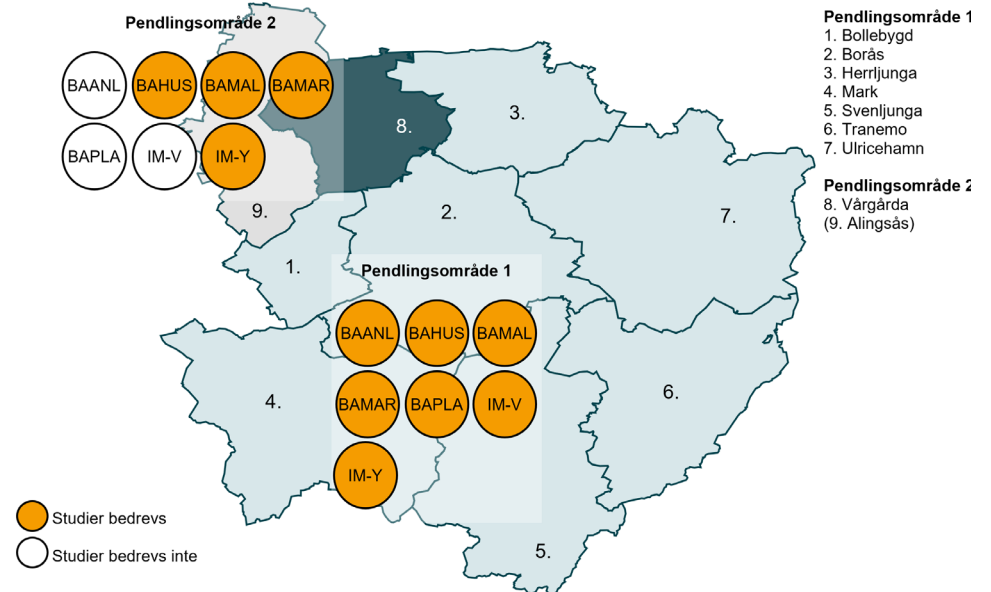 Pendlingsområde 2
BAANL BAHUS BAMAL BAMAR
BAPLA IM-V IM-Y
8.
3.
9.
2.
7.
1.
Pendlingsområde 1
BAANL BAHUS BAMAL
BAMAR BAPLA IM-V
IM-Y
4.
6.
5.
Studier bedrevs
Studier bedrevs inte
Pendlingsområde 1
1. Bollebygd
2. Borås
3. Herrljunga
4. Mark
5. Svenljunga
6. Tranemo
7. Ulricehamn
Pendlingsområde 2
8. Vårgårda
(9. Alingsås)